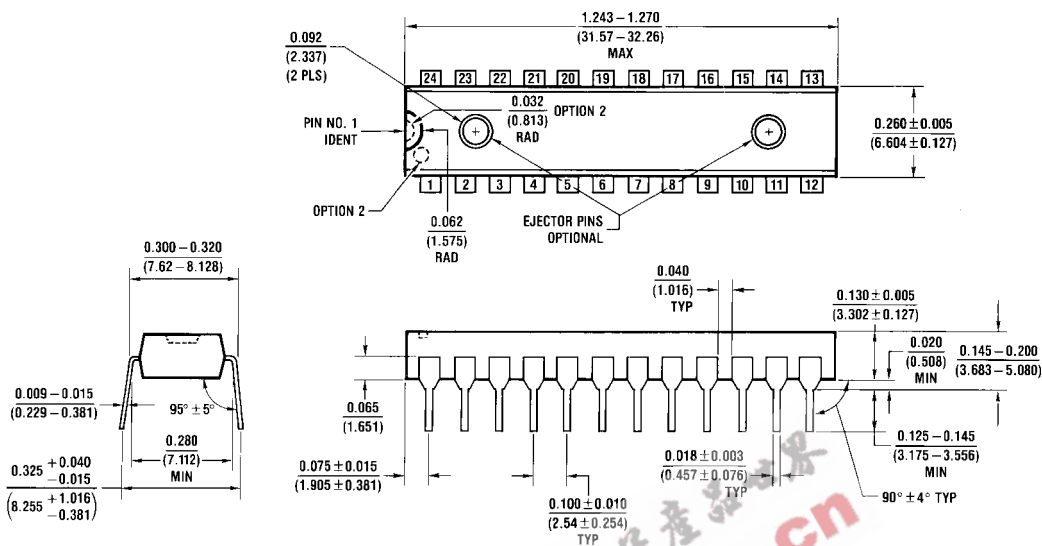 1.243 – 1.270
(31.57 – 32.26)
MAX
0.092
(2.337)
(2 PLS)
24 23 22 21 20 19 18 17 16 15 14 13
0.032
(0.813)
RAD
OPTION 2
PIN NO. 1
IDENT
0.260 ± 0.005
(6.604 ± 0.127)
1 2 3 4 5 6 7 8 9 10 11 12
OPTION 2
0.062
(1.575)
RAD
EJECTOR PINS
OPTIONAL
0.300 – 0.320
(7.62 – 8.128)
0.040
(1.016)
TYP
0.130 ± 0.005
(3.302 ± 0.127)
0.020
(0.508)
MIN
0.145 – 0.200
(3.683 – 5.080)
0.009 – 0.015
(0.229 – 0.381)
95° ± 5°
0.280
(7.112)
MIN
0.325 +0.040
−0.015
(8.255 +1.016
−0.381)
0.065
(1.651)
0.075 ± 0.015
(1.905 ± 0.381)
0.100 ± 0.010
(2.54 ± 0.254)
TYP
0.018 ± 0.003
(0.457 ± 0.076)
TYP
0.125 – 0.145
(3.175 – 3.556)
MIN
90° ± 4° TYP
cn